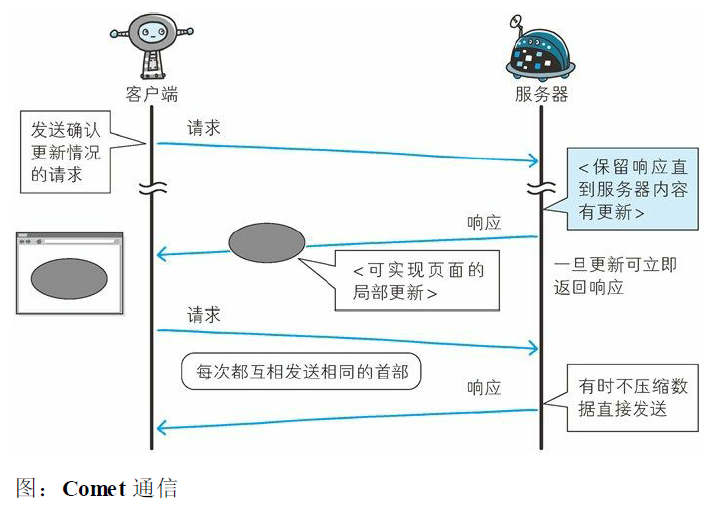 客户端
服务器
发送确认
更新情况
的请求
请求
<保留响应直
到服务器内容
有更新>
响应
<可实现页面的
局部更新>
一旦更新可立即
返回响应
请求
每次都互相发送相同的首部
响应
有时不压缩数
据直接发送
图：Comet 通信